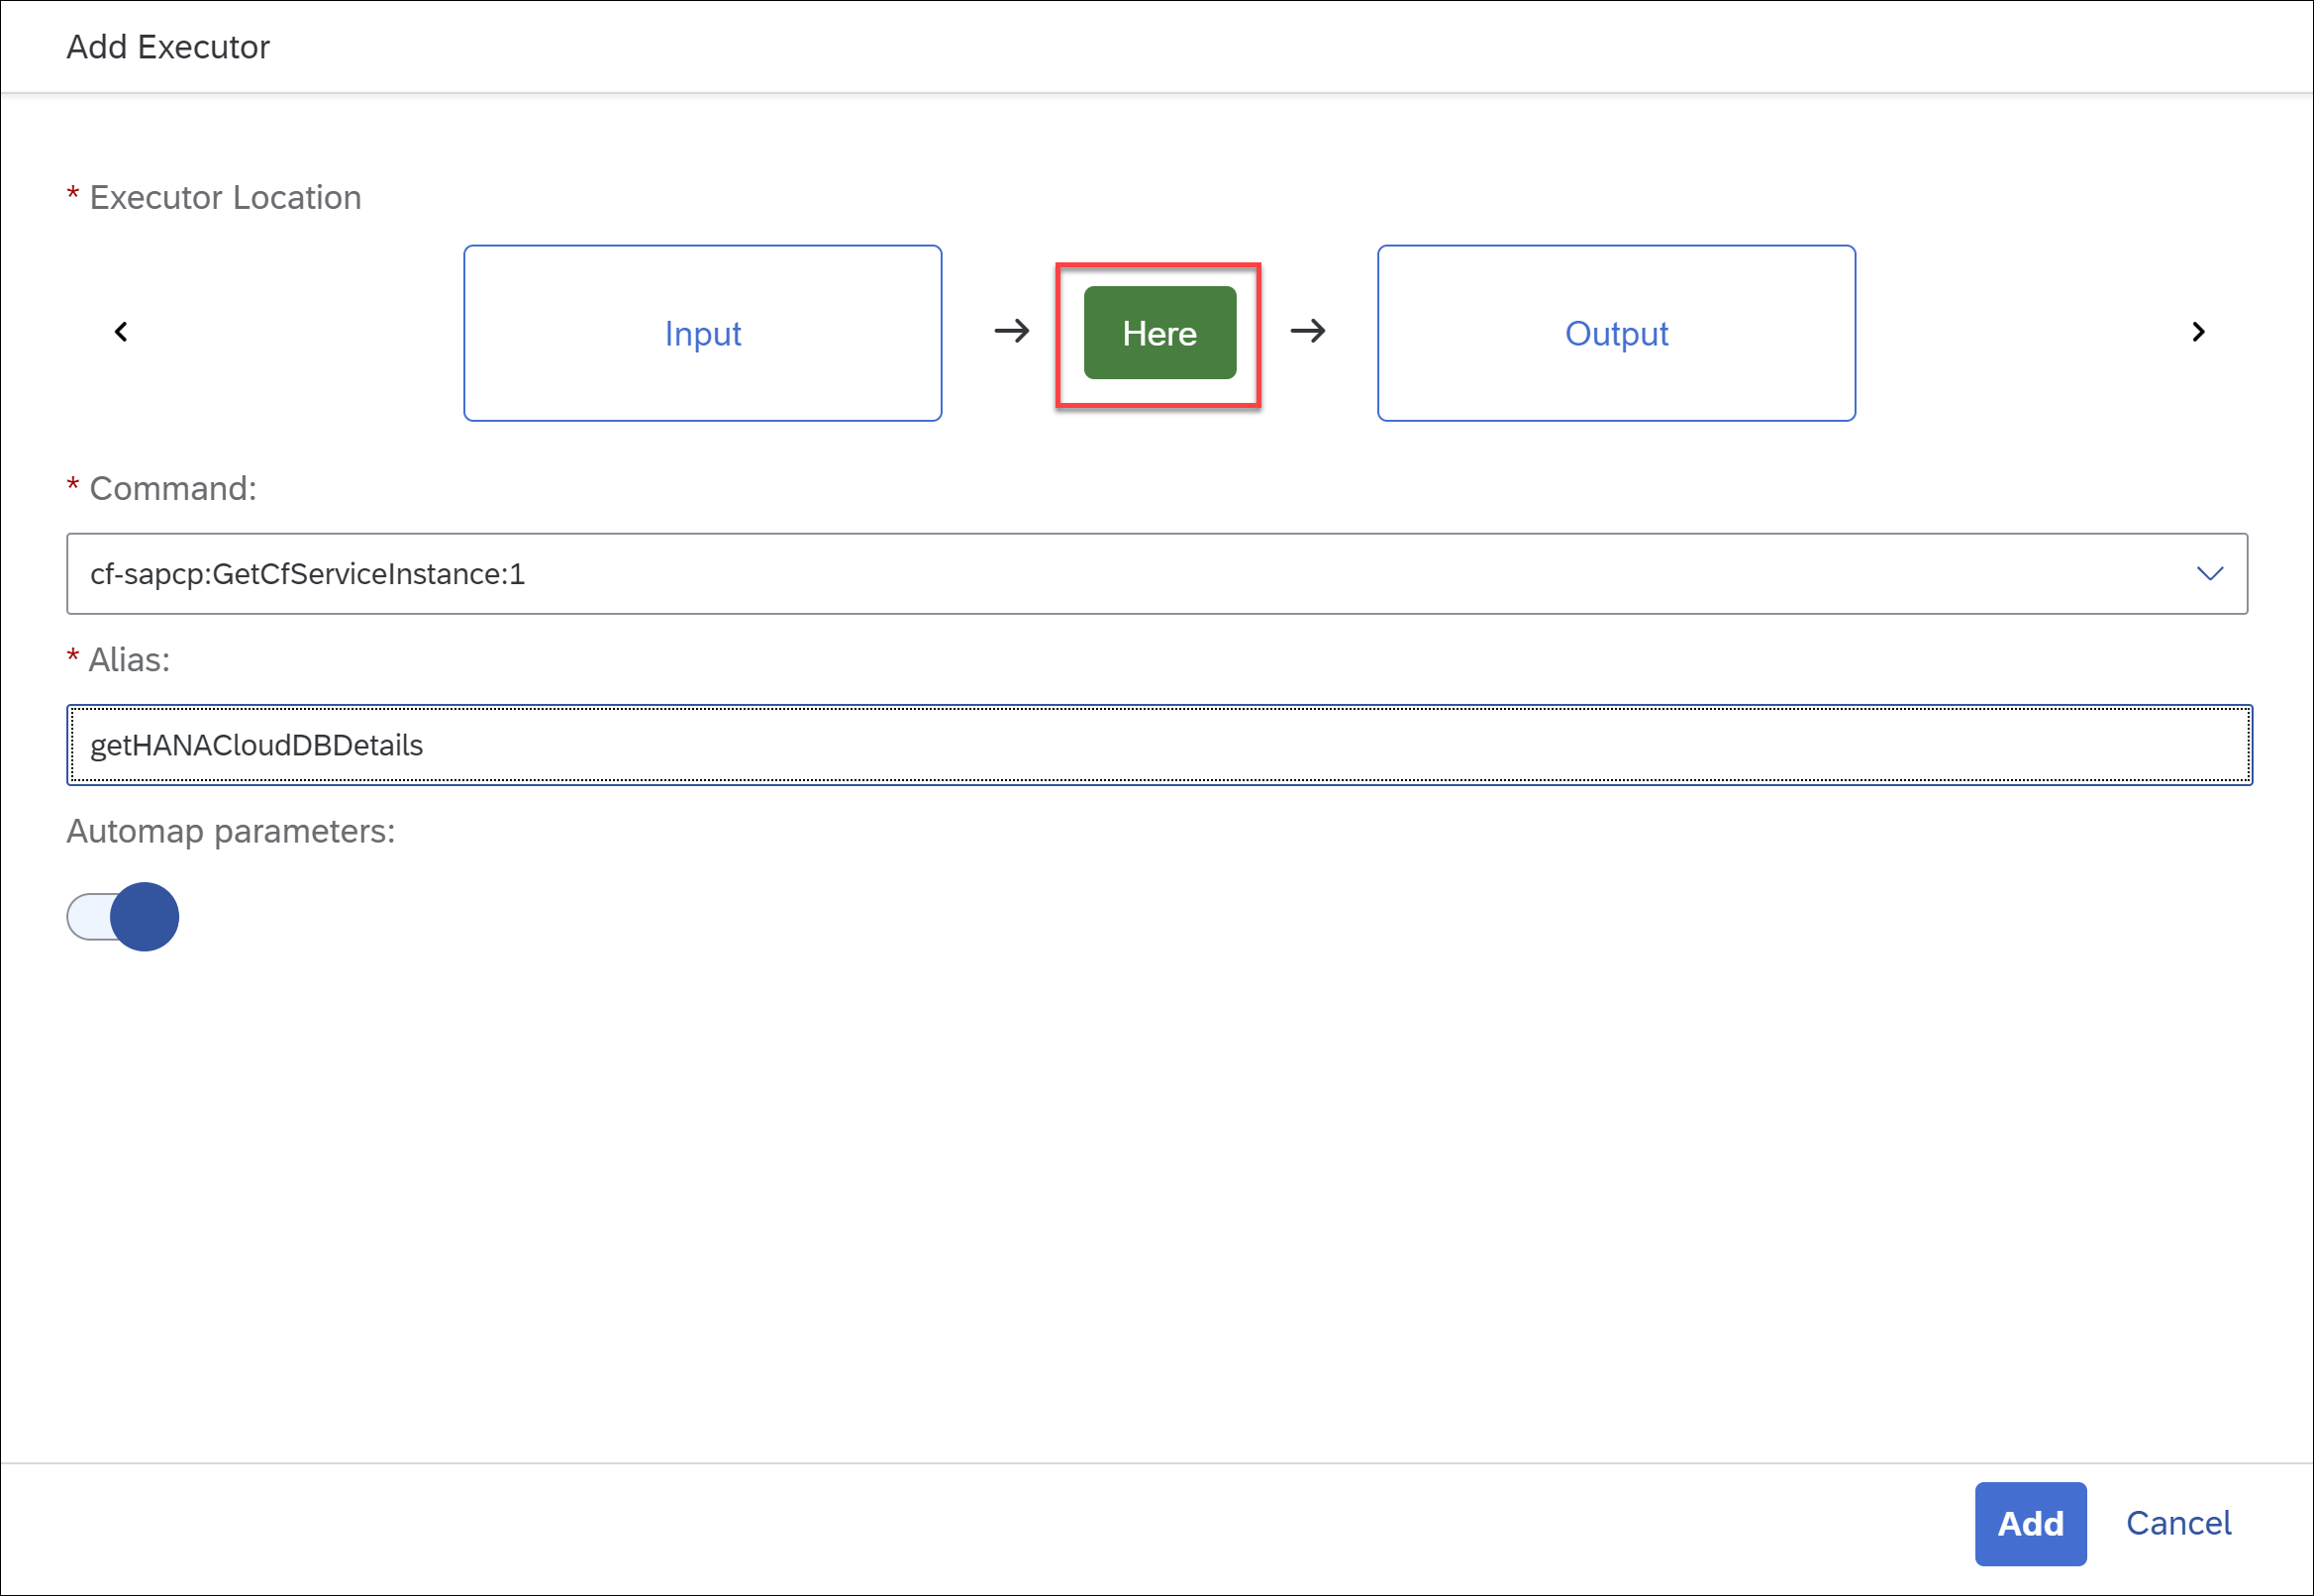 Add Executor
* Executor Location
Input → Here → Output
* Command:
cf-sapcp:GetCfServiceInstance:1
* Alias:
getHANACloudDBDetails
Automap parameters:
Add Cancel